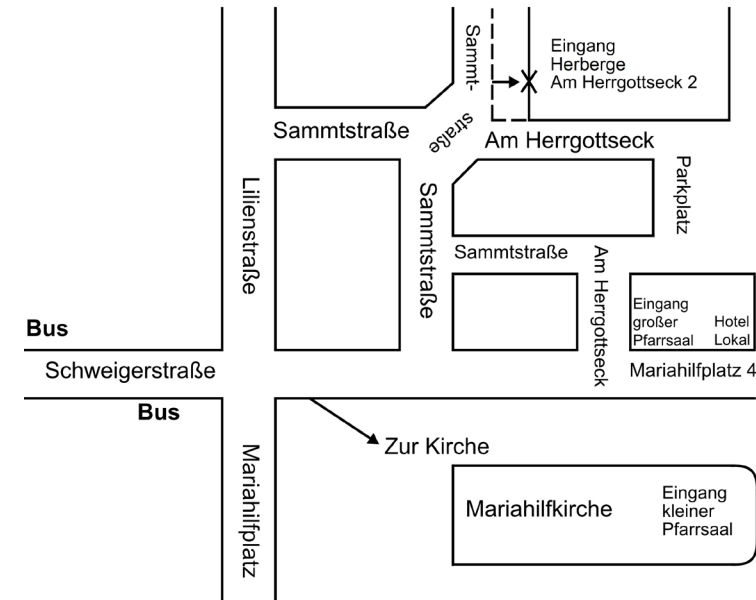 Sammt-
straße
Eingang
Herberge
Am Herrgottseck 2
Sammtstraße
Am Herrgottseck
Lilienstraße
Sammtstraße
Parkplatz
Sammtstraße
Am Herrgottseck
Eingang
großer
Pfarrsaal
Hotel
Lokal
Bus
Schweigerstraße
Mariahilfplatz 4
Bus
Zur Kirche
Mariahilfplatz
Mariahilfkirche
Eingang
kleiner
Pfarrsaal